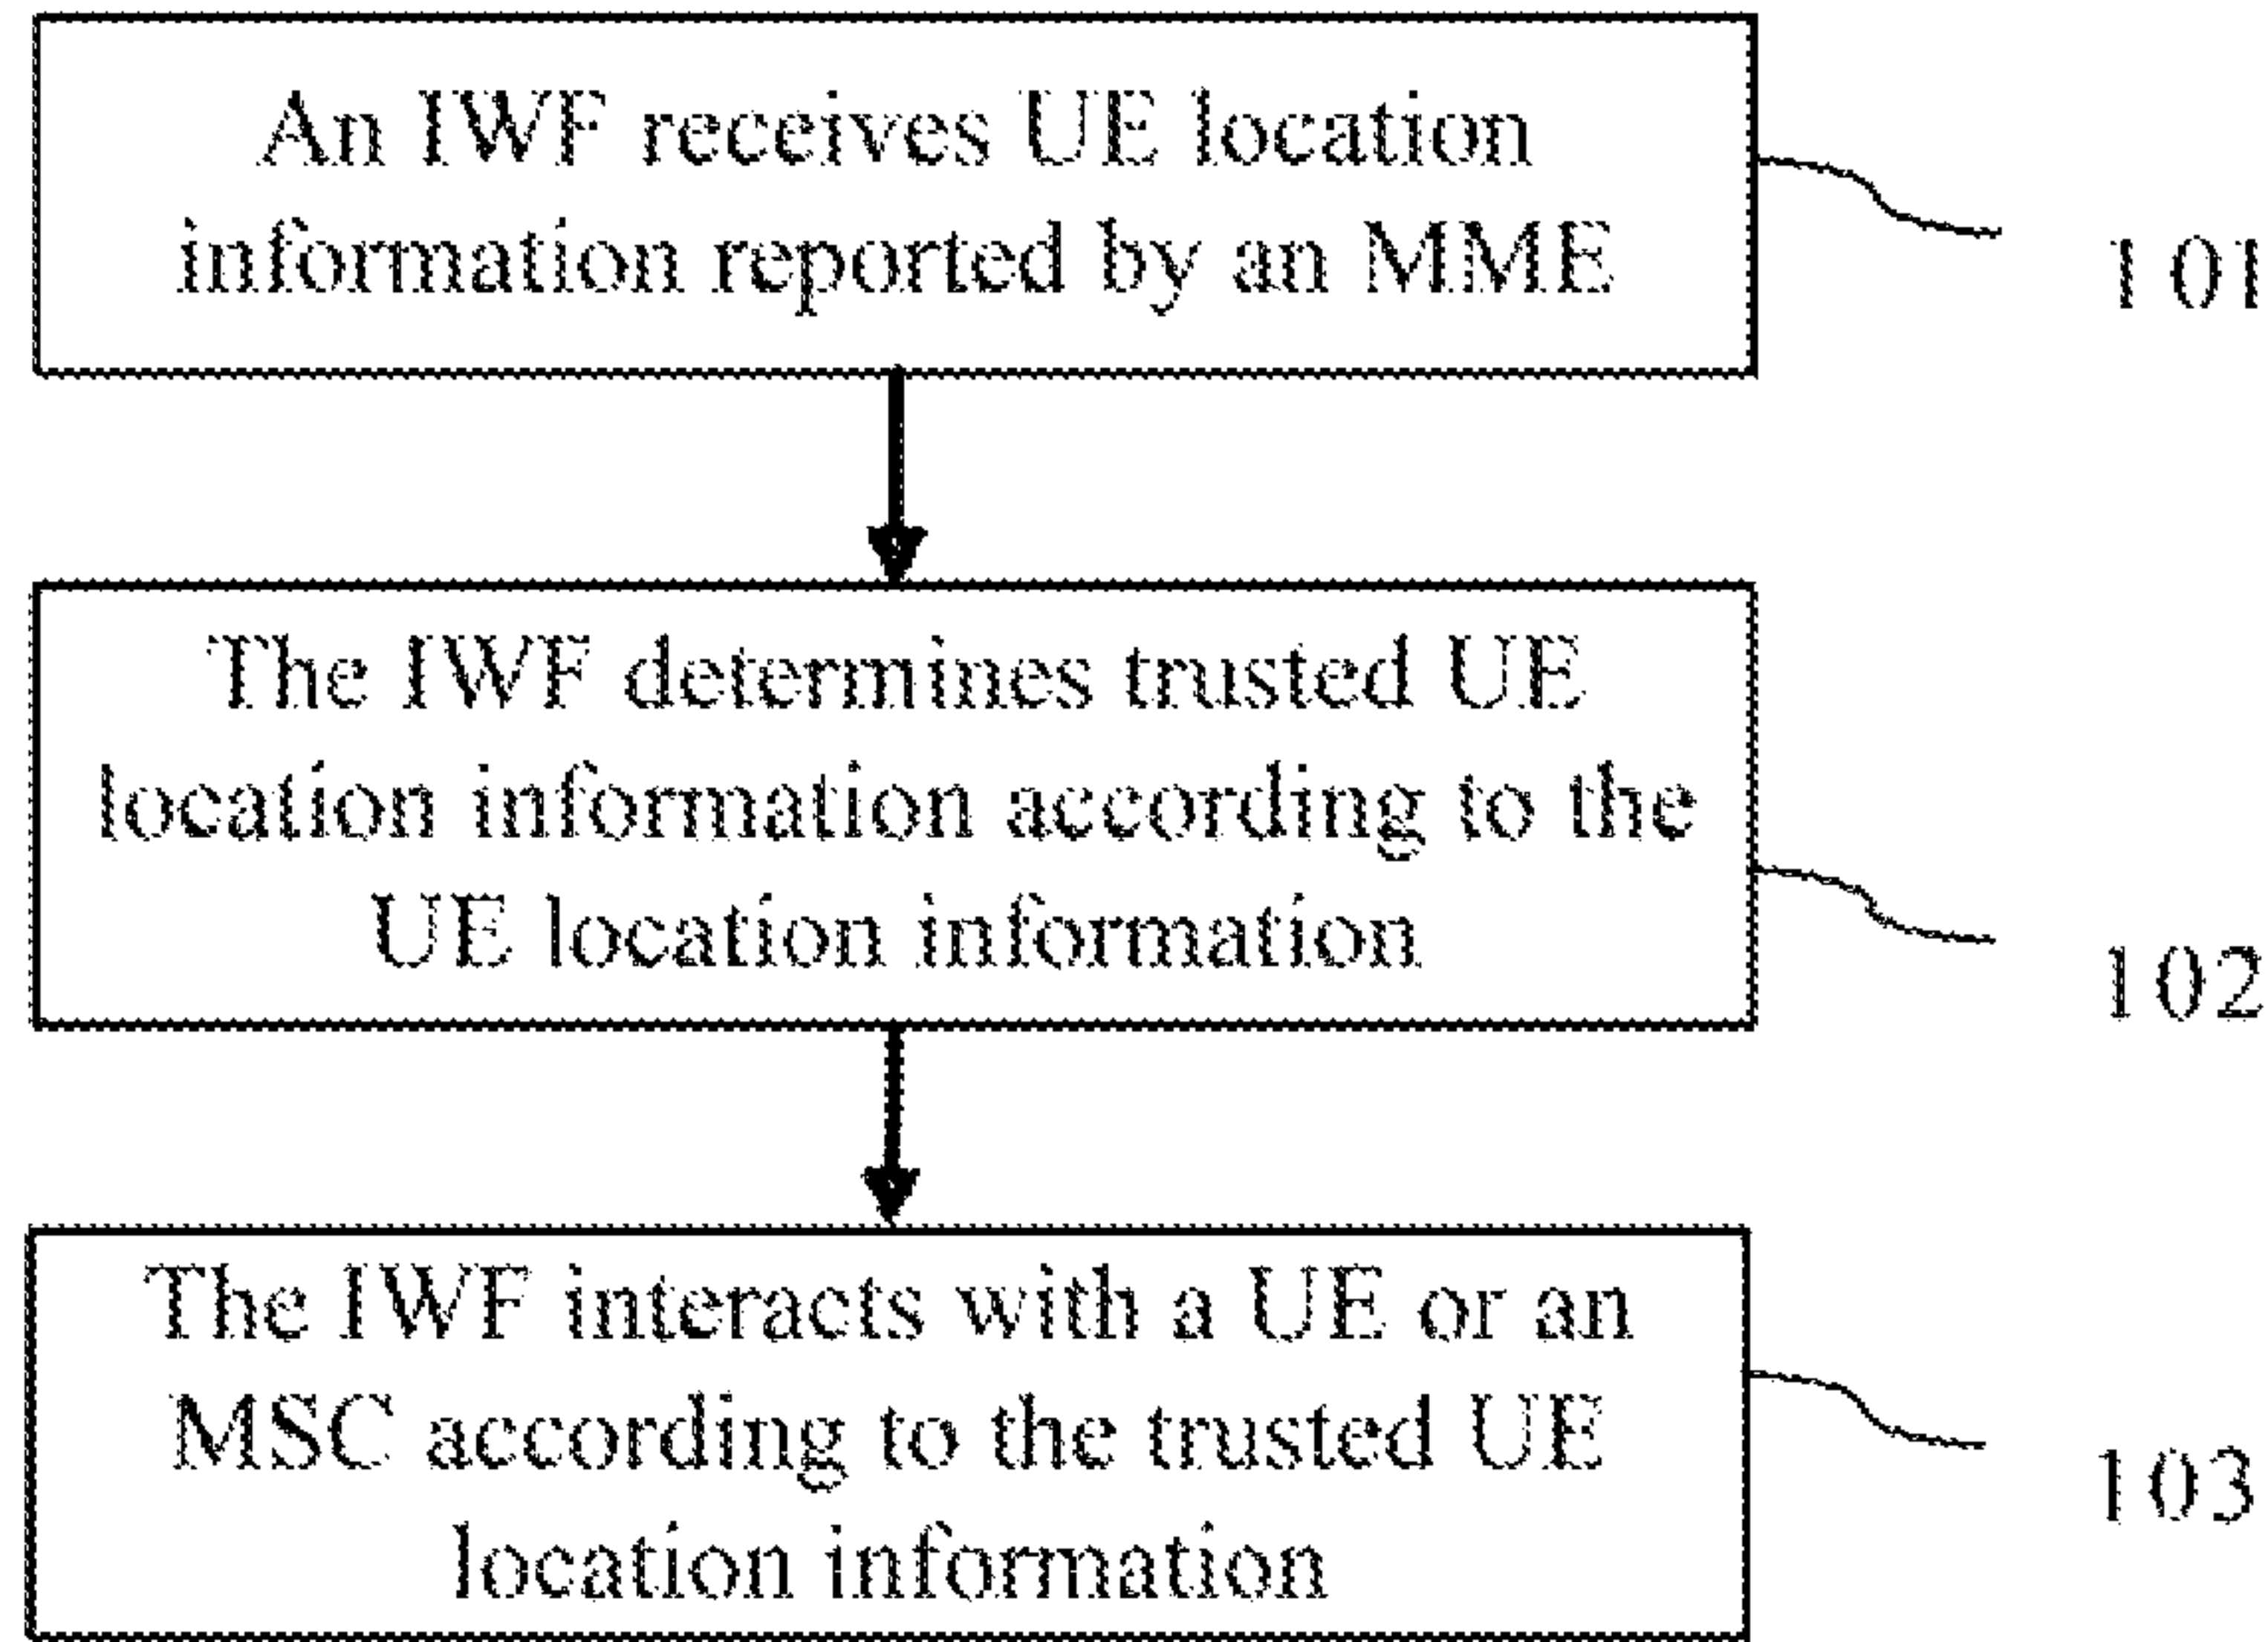 An IWF receives UE location
information reported by an MME
101
The IWF determines trusted UE
location information according to the
UE location information
102
The IWF interacts with a UE or an
MSC according to the trusted UE
location information
103